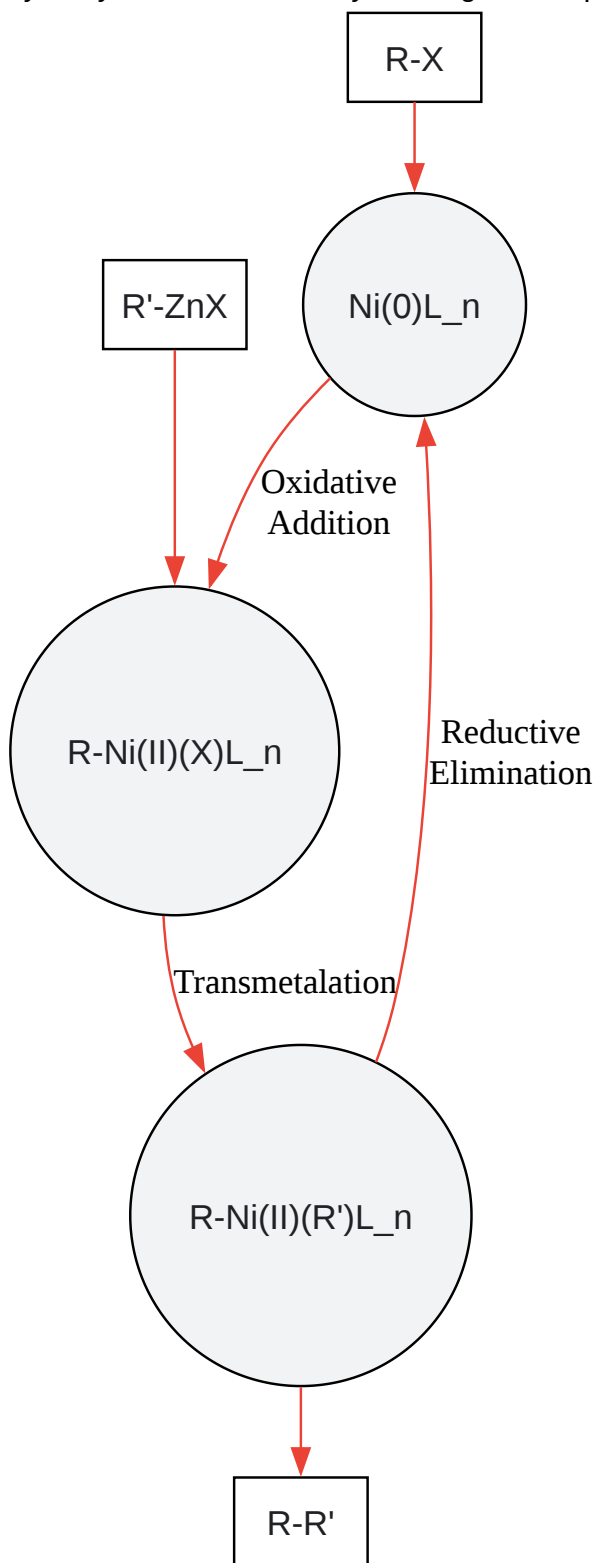 R-X
R'-ZnX
Ni(0)L_n
Oxidative
Addition
R-Ni(II)(X)L_n
Reductive
Elimination
Transmetalation
R-Ni(II)(R')L_n
R-R'